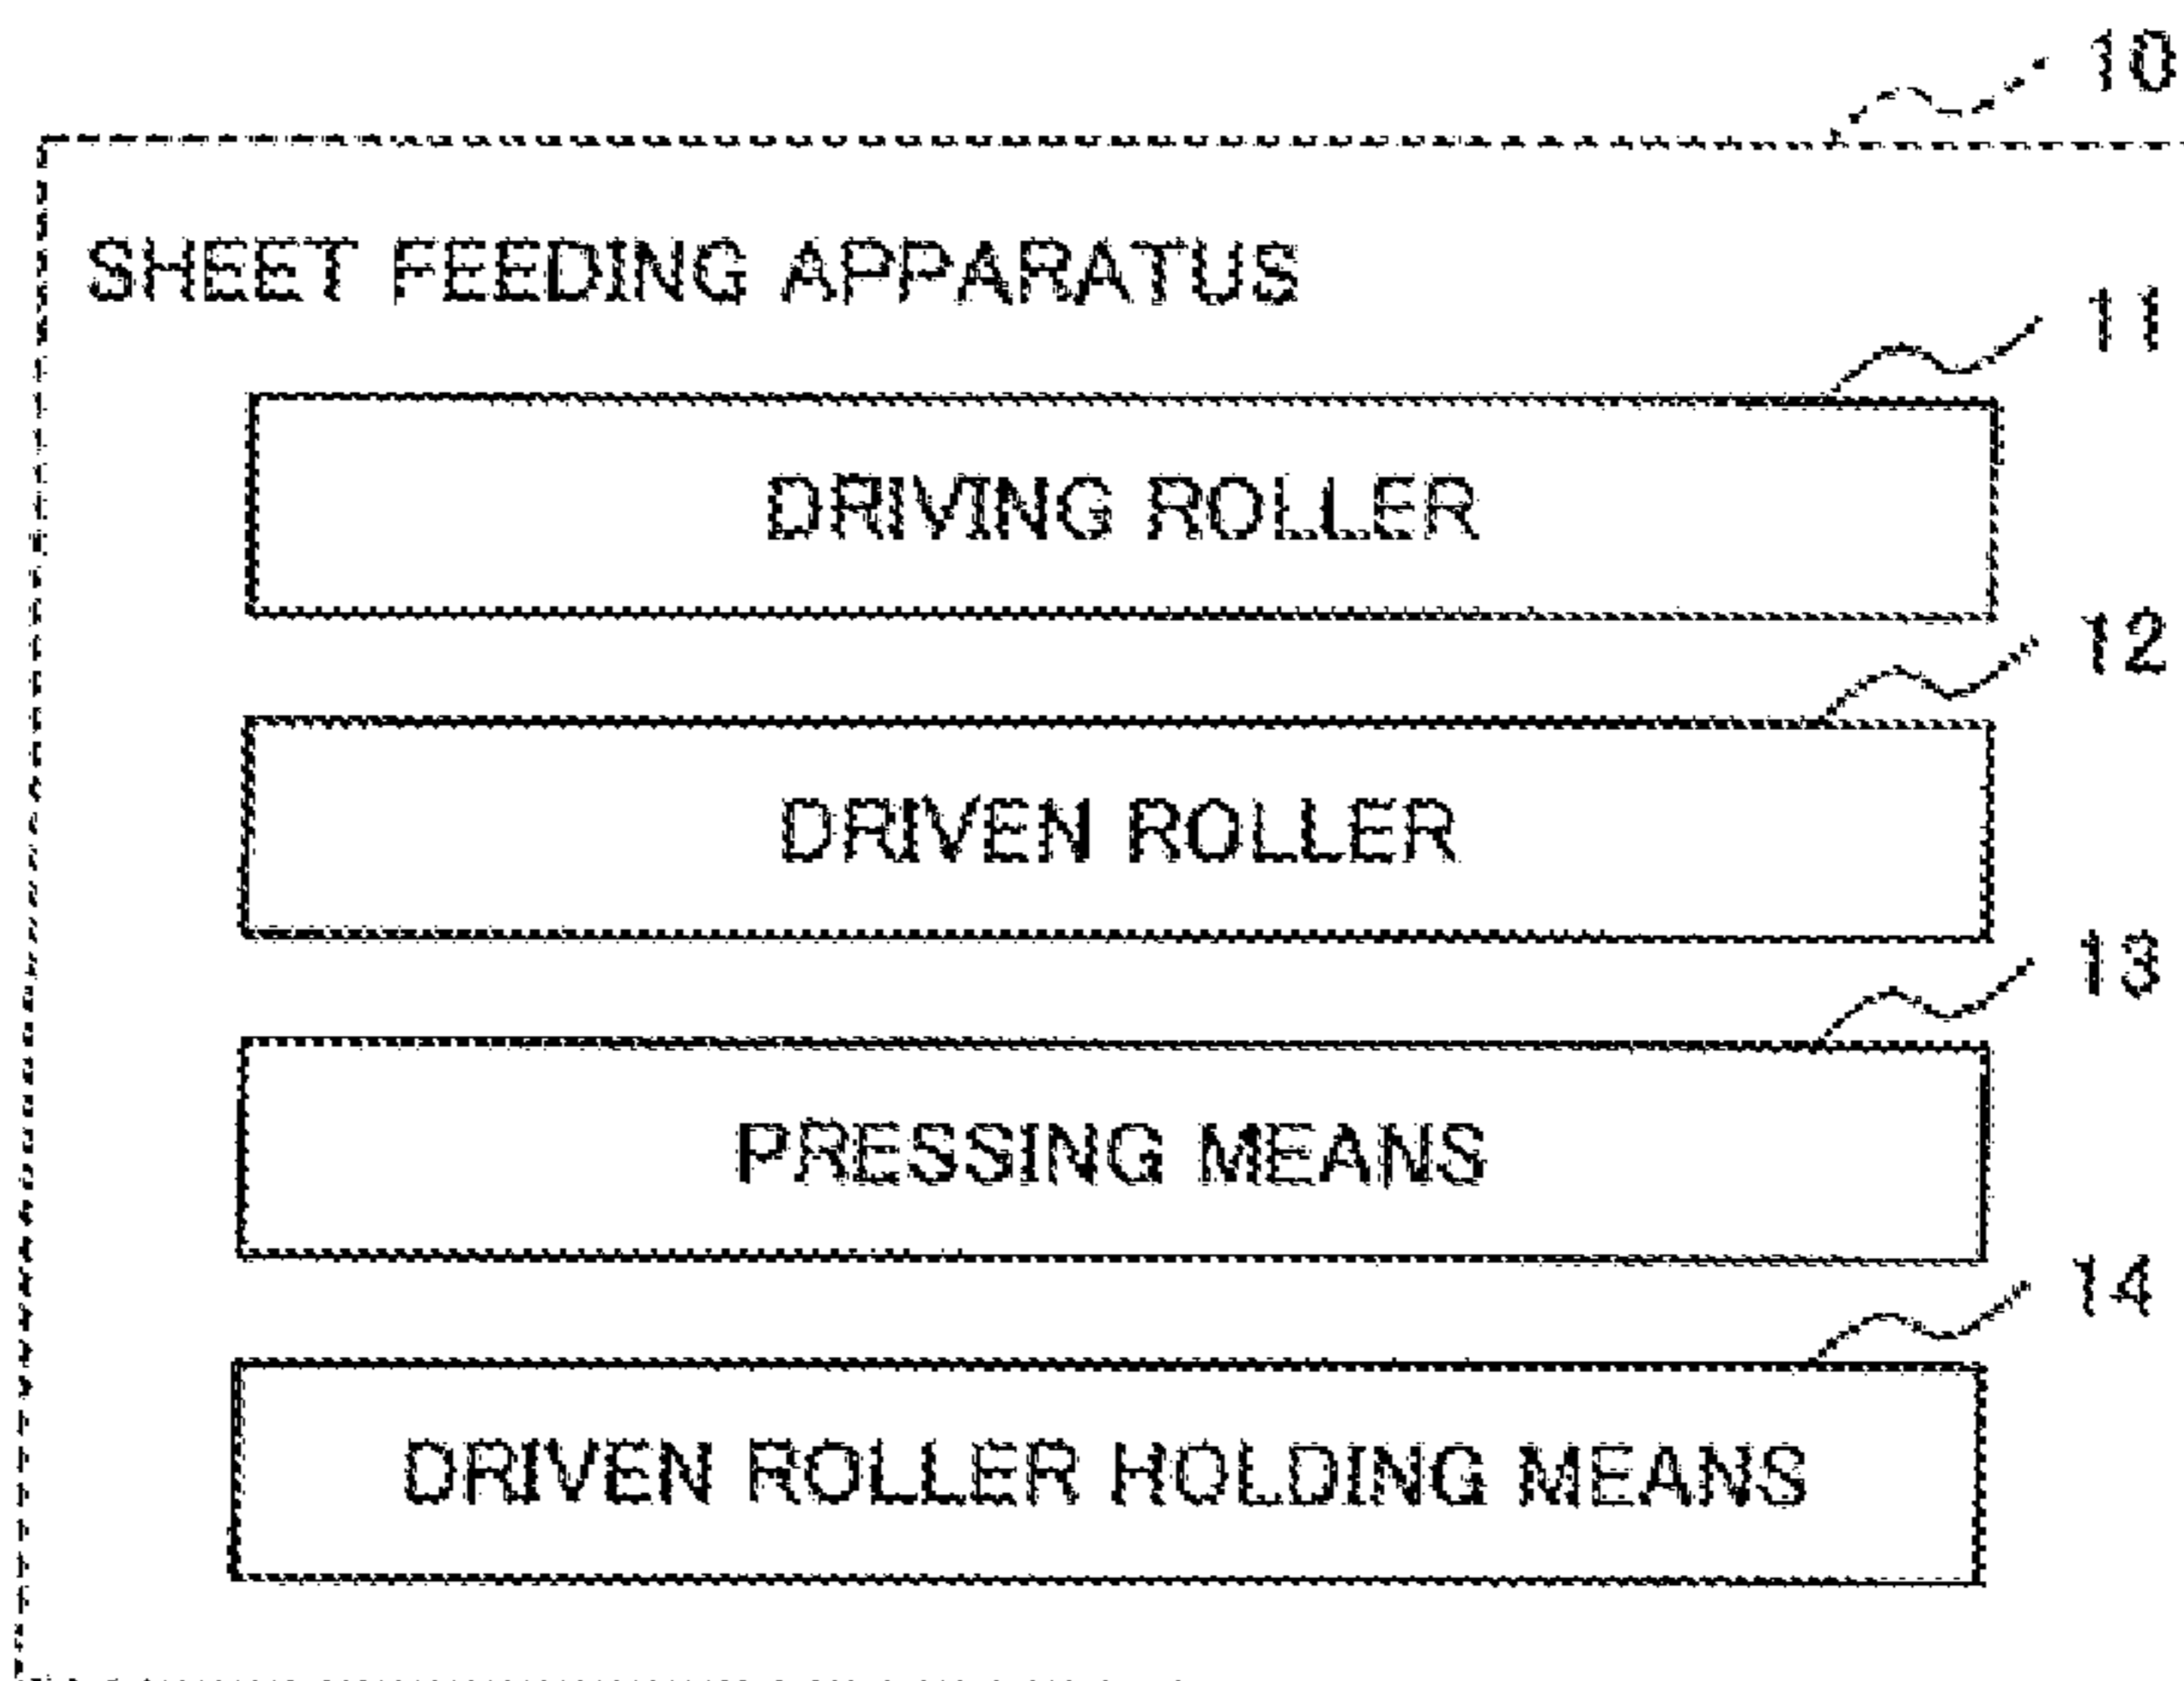 10
SHEET FEEDING APPARATUS
11
DRIVING ROLLER
12
DRIVEN ROLLER
13
PRESSING MEANS
14
DRIVEN ROLLER HOLDING MEANS